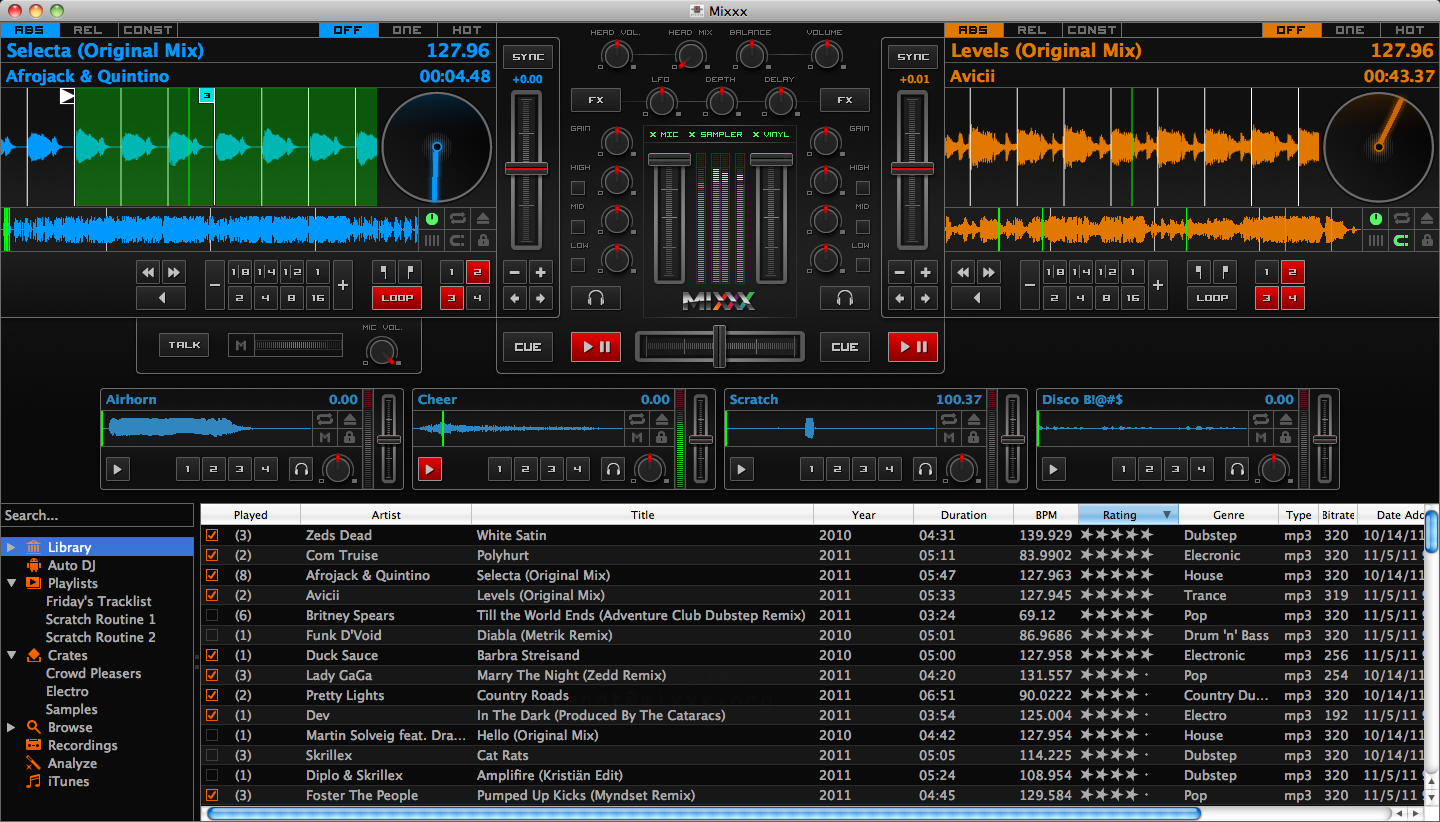 Mixxx
ABS REL CONST OFF ONE HOT
Selecta (Original Mix) 127.96
Afrojack & Quintino 00:04.48
3
SYNC
+0.00
HEAD VOL. HEAD MIX BALANCE VOLUME
LFO DEPTH DELAY
FX FX
GAIN GAIN
X MIC X SAMPLER X VINYL
HIGH HIGH
MID MID
LOW LOW
MIXXX
SYNC
+0.01
ABS REL CONST OFF ONE HOT
Levels (Original Mix) 127.96
Avicii 00:43.37
1|8 1|4 1|2 1 1 2
2 4 8 16 LOOP 3 4
1|8 1|4 1|2 1 1 2
2 4 8 16 LOOP 3 4
TALK M MIC VOL.
CUE CUE
Airhorn 0.00
M
1 2 3 4
Cheer 0.00
M
1 2 3 4
Scratch 100.37
M
1 2 3 4
Disco B!@#$ 0.00
M
1 2 3 4
Search...
Library
Auto DJ
Playlists
Friday's Tracklist
Scratch Routine 1
Scratch Routine 2
Crates
Crowd Pleasers
Electro
Samples
Browse
Recordings
Analyze
iTunes
Played Artist Title Year Duration BPM Rating Genre Type Bitrate Date Adc
(3) Zeds Dead White Satin 2010 04:31 139.929 Dubstep mp3 320 10/14/11
(2) Com Truise Polyhurt 2011 05:11 83.9902 Elecronic mp3 320 11/5/11 9
(8) Afrojack & Quintino Selecta (Original Mix) 2011 05:47 127.963 House mp3 320 10/14/11
(2) Avicii Levels (Original Mix) 2011 05:33 127.945 Trance mp3 319 11/5/11 9
(6) Britney Spears Till the World Ends (Adventure Club Dubstep Remix) 2011 03:24 69.12 Pop mp3 320 10/14/11
(1) Funk D'Void Diabla (Metrik Remix) 2010 05:01 86.9686 Drum 'n' Bass mp3 320 10/14/11
(1) Duck Sauce Barbra Streisand 2010 05:00 127.958 Electronic mp3 256 11/5/11 9
(3) Lady GaGa Marry The Night (Zedd Remix) 2011 04:20 131.557 Pop mp3 254 10/14/11
(2) Pretty Lights Country Roads 2011 06:51 90.0222 Country Du... mp3 320 11/5/11 9
(1) Dev In The Dark (Produced By The Cataracs) 2011 03:54 125.004 Electro mp3 192 11/5/11 9
(1) Martin Solveig feat. Dra... Hello (Original Mix) 2010 04:42 127.954 House mp3 320 10/14/11
(3) Skrillex Cat Rats 2011 05:05 114.225 Dubstep mp3 320 10/14/11
(1) Diplo & Skrillex Amplifire (Kristiän Edit) 2011 05:24 108.954 Dubstep mp3 320 11/5/11 9
(3) Foster The People Pumped Up Kicks (Myndset Remix) 2011 04:45 129.584 Pop mp3 320 10/14/11